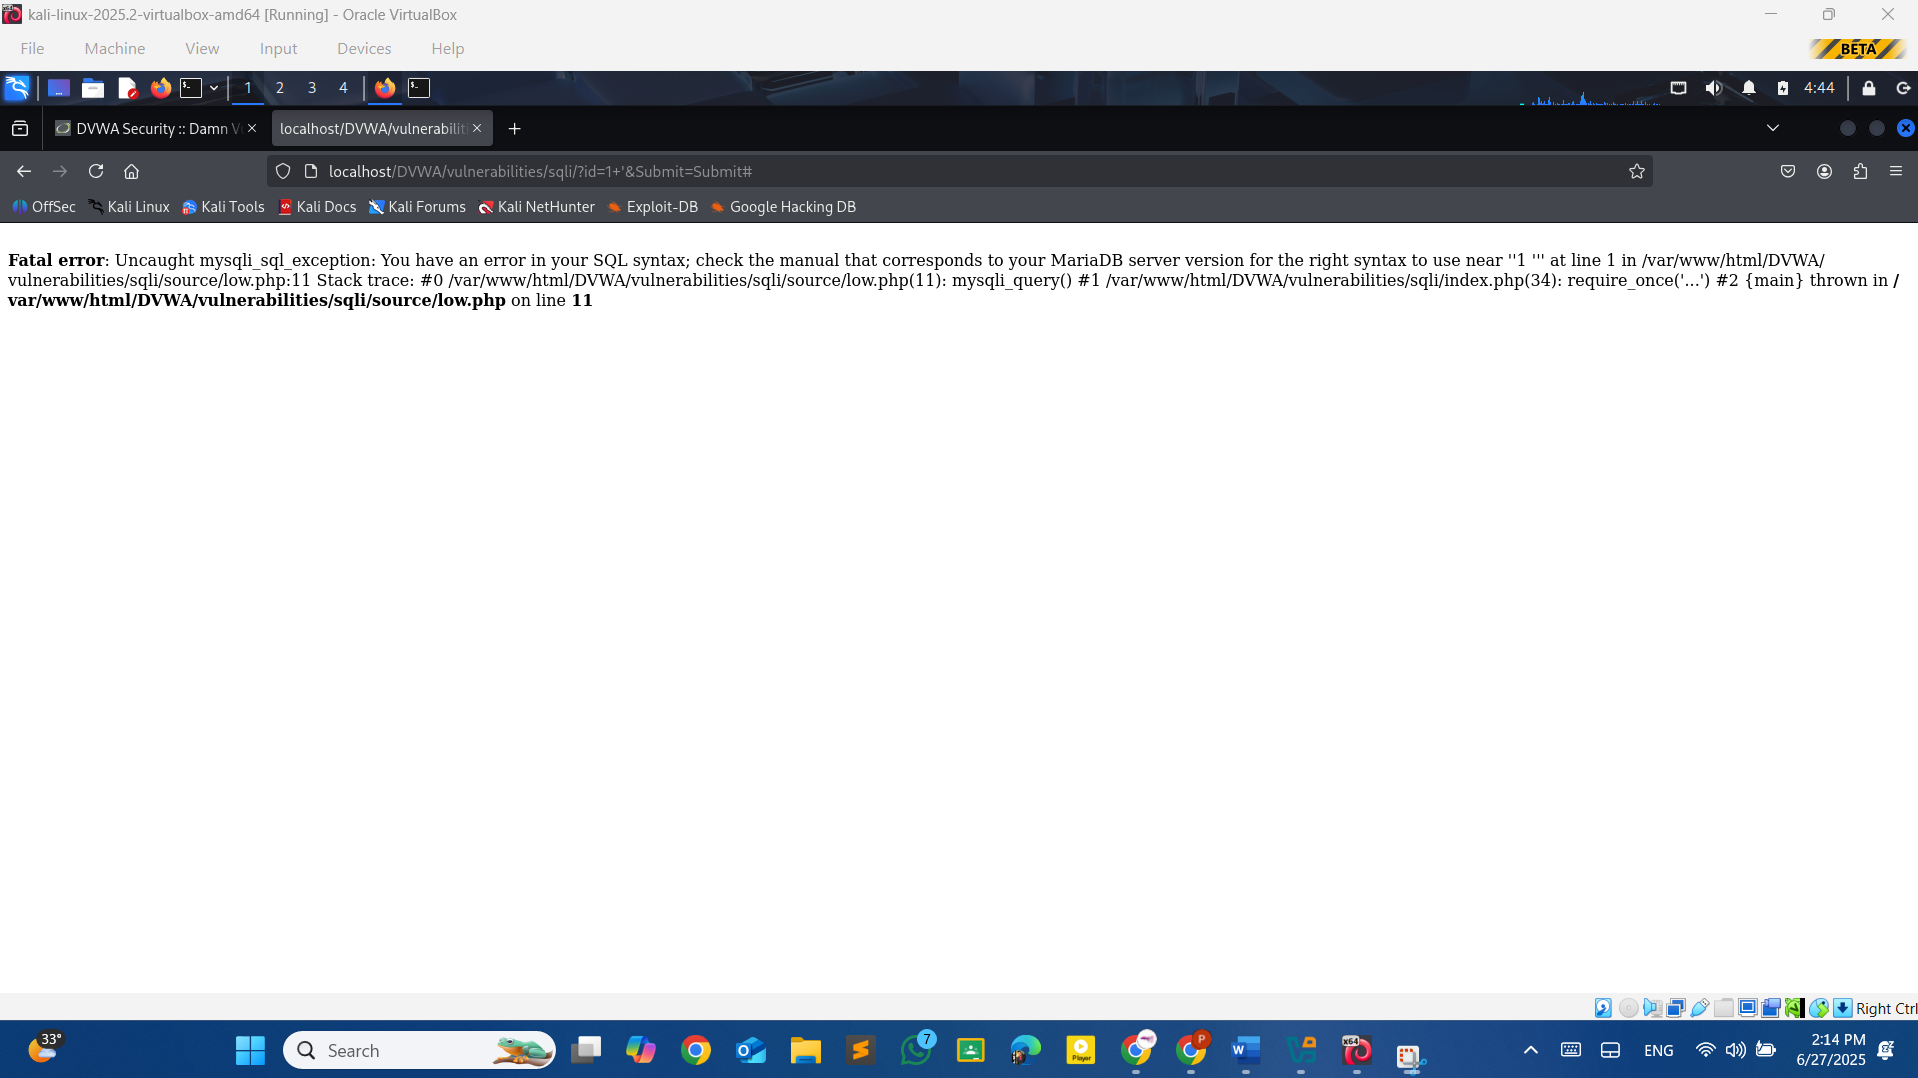 kali-linux-2025.2-virtualbox-amd64 [Running] - Oracle VirtualBox
File Machine View Input Devices Help
BETA
1 2 3 4
4:44
DVWA Security :: Damn Vu
localhost/DVWA/vulnerabiliti
localhost/DVWA/vulnerabilities/sqli/?id=1+'&Submit=Submit#
OffSec Kali Linux Kali Tools Kali Docs Kali Forums Kali NetHunter Exploit-DB Google Hacking DB
Fatal error: Uncaught mysqli_sql_exception: You have an error in your SQL syntax; check the manual that corresponds to your MariaDB server version for the right syntax to use near ''1 ''' at line 1 in /var/www/html/DVWA/
vulnerabilities/sqli/source/low.php:11 Stack trace: #0 /var/www/html/DVWA/vulnerabilities/sqli/source/low.php(11): mysqli_query() #1 /var/www/html/DVWA/vulnerabilities/sqli/index.php(34): require_once('...') #2 {main} thrown in /
var/www/html/DVWA/vulnerabilities/sqli/source/low.php on line 11
Right Ctrl
33°
Search
7
Player
P
x64
ENG
2:14 PM
6/27/2025